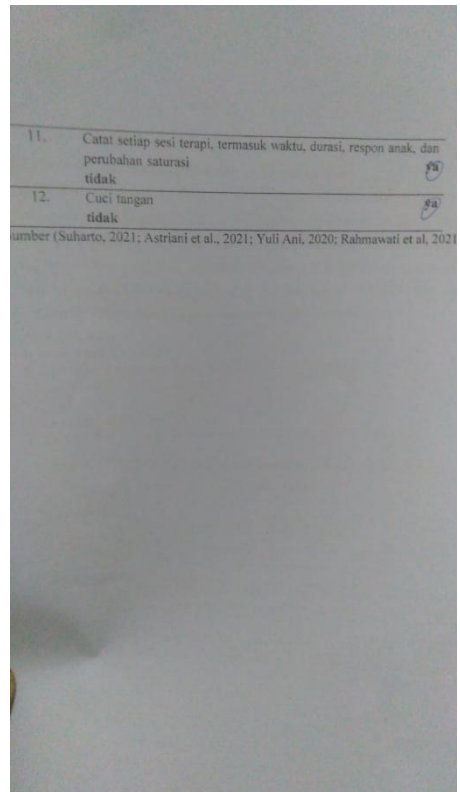 11. Catat setiap sesi terapi, termasuk waktu, durasi, respon anak, dan
perubahan saturasi ya
tidak
12. Cuci tangan ya
tidak
umber (Suharto, 2021; Astriani et al., 2021; Yuli Ani, 2020; Rahmawati et al, 2021